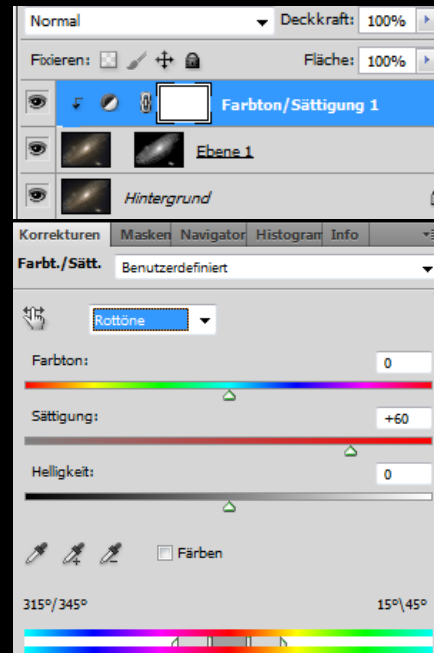 Normal Deckkraft: 100%
Fixieren: Fläche: 100%
Farbton/Sättigung 1
Ebene 1
Hintergrund
Korrekturen Masken Navigator Histogram Info
Farbt./Sätt. Benutzerdefiniert
Rottöne
Farbton: 0
Sättigung: +60
Helligkeit: 0
Färben
315°/345° 15°\45°